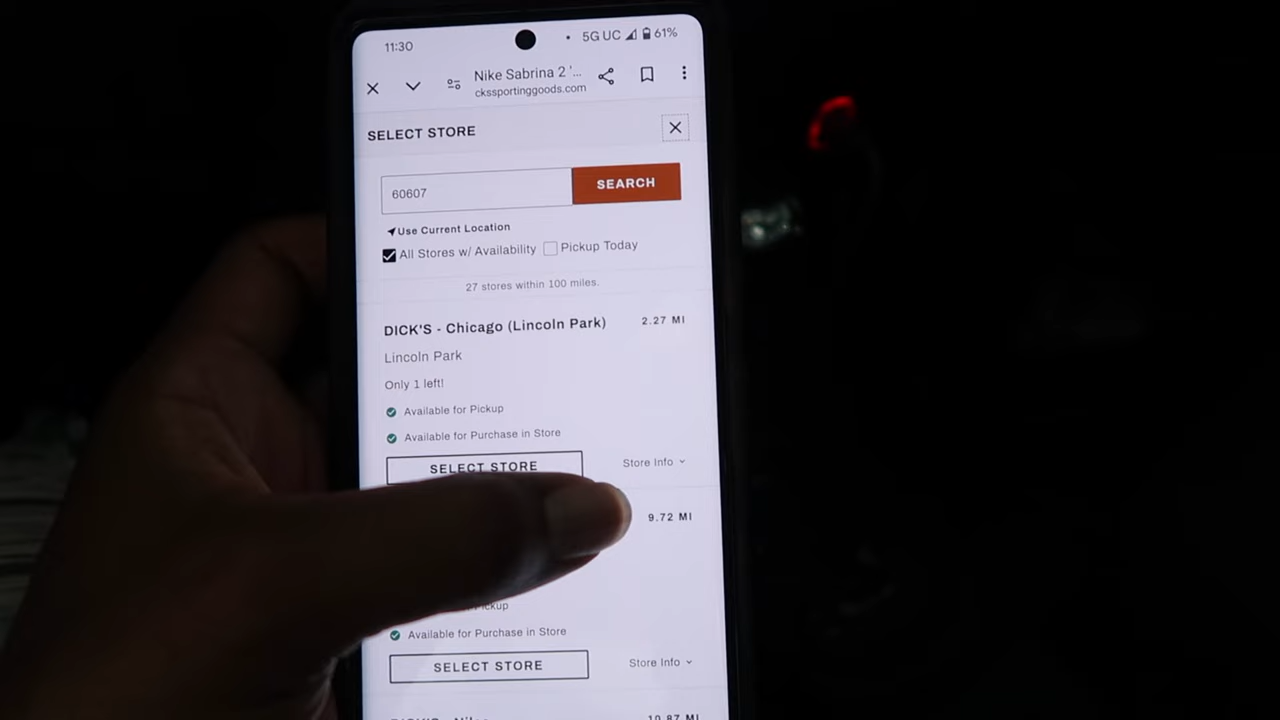 11:30
5G UC 61%
Nike Sabrina 2 '...
ckssportinggoods.com
SELECT STORE
60607
SEARCH
Use Current Location
All Stores w/ Availability Pickup Today
27 stores within 100 miles.
DICK'S - Chicago (Lincoln Park) 2.27 MI
Lincoln Park
Only 1 left!
Available for Pickup
Available for Purchase in Store
SELECT STORE Store Info
9.72 MI
Pickup
Available for Purchase in Store
SELECT STORE Store Info
10.87 MI